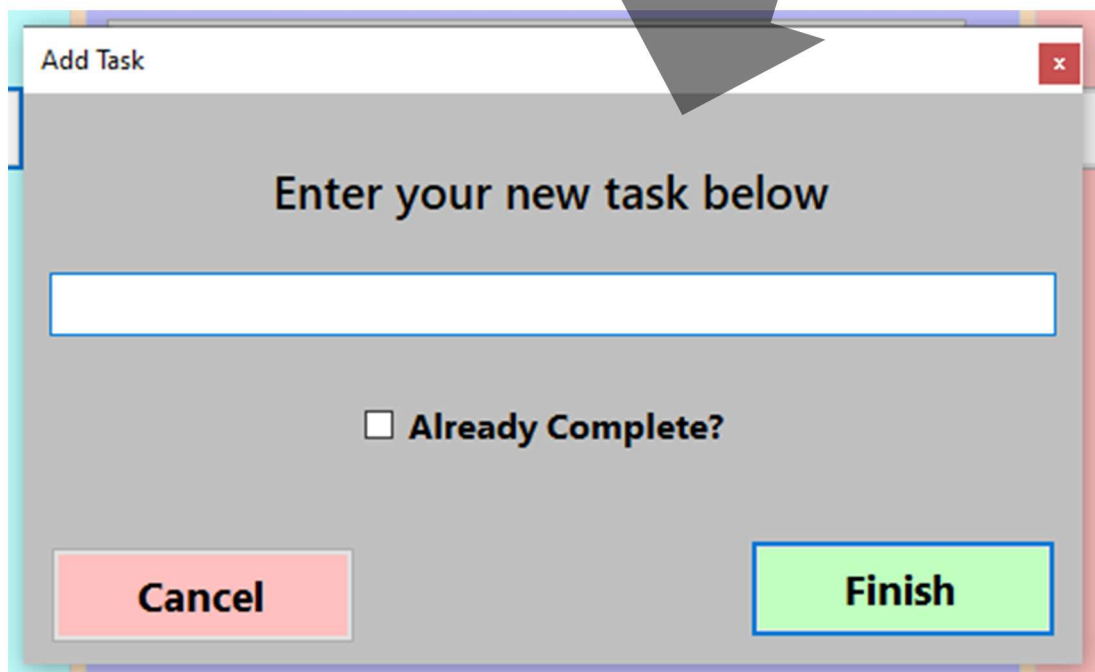 Add Task
x
Enter your new task below
Already Complete?
Cancel
Finish